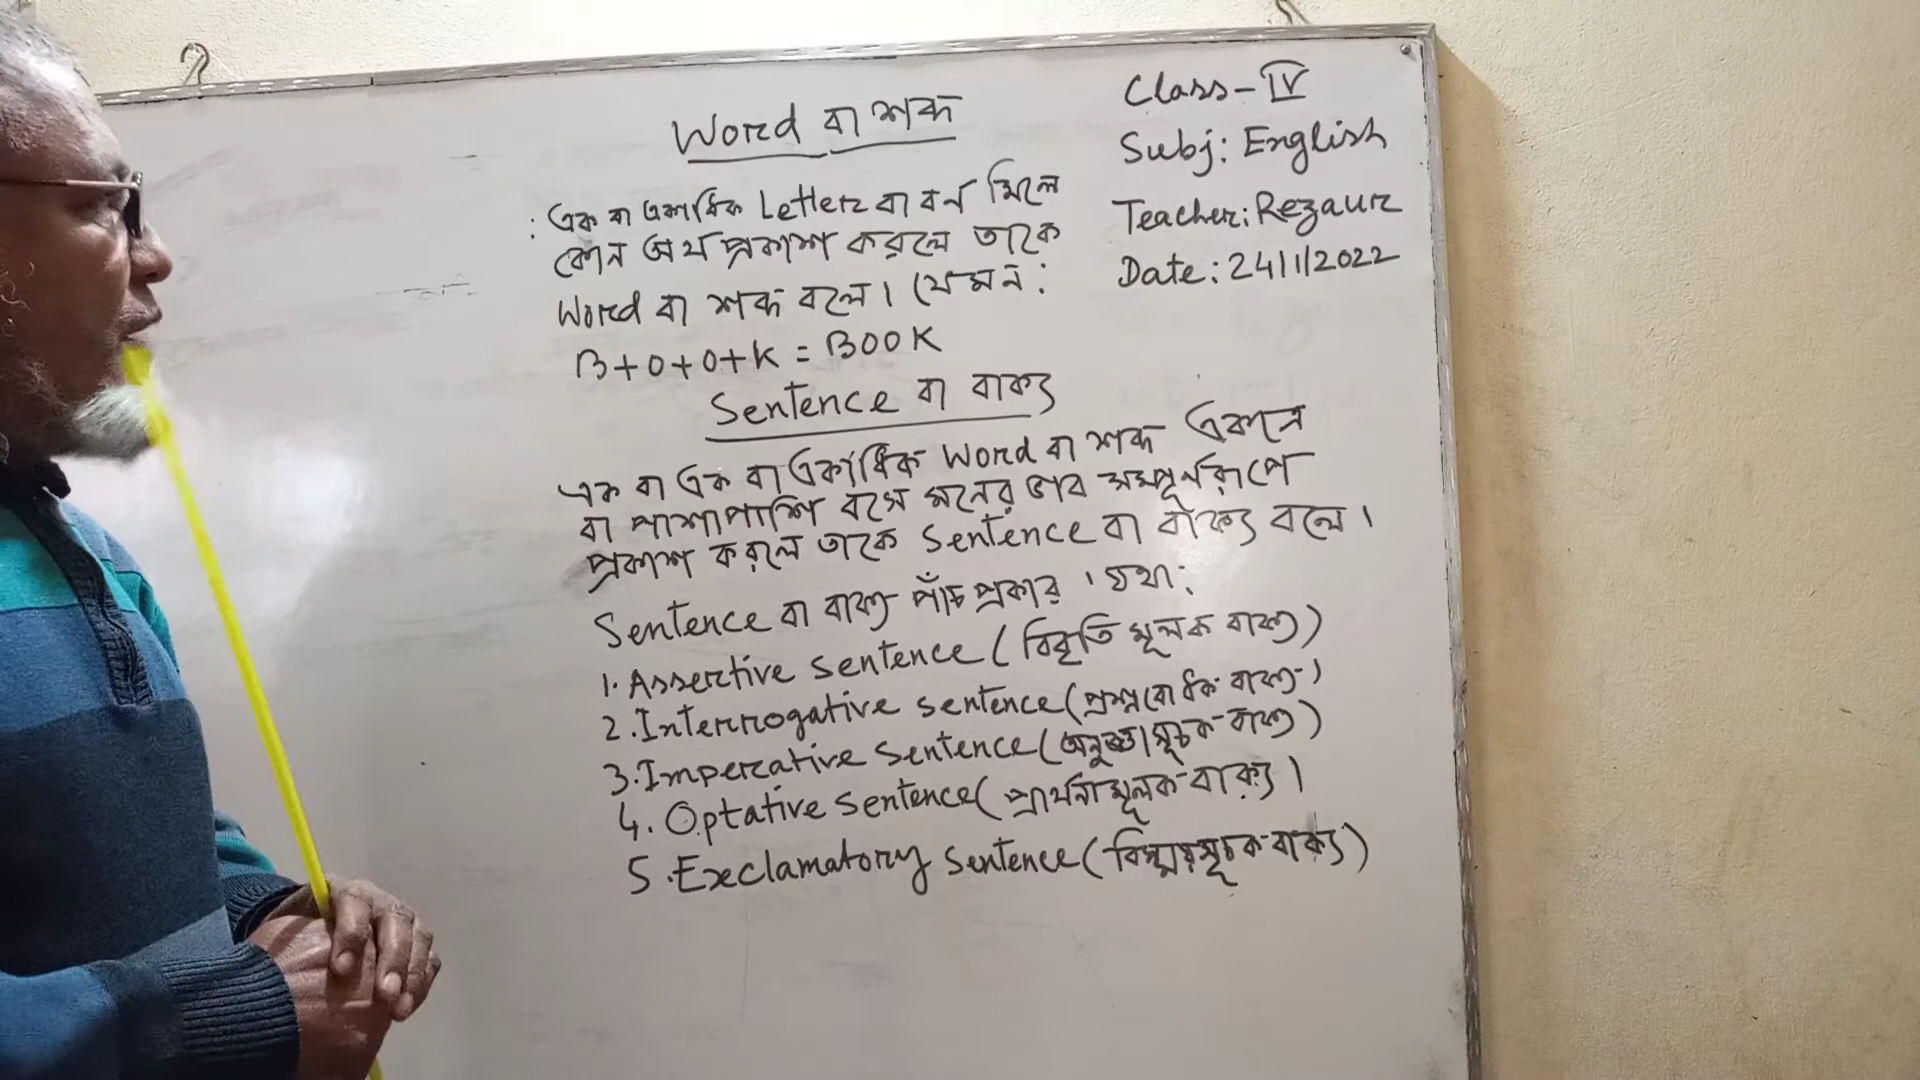 Word বা শব্দ
: এক বা একাধিক Letter বা বর্ন মিলে
কোন অর্থ প্রকাশ করলে তাকে
Word বা শব্দ বলে। যেমন:
B+O+O+K = BOOK
Sentence বা বাক্য
এক বা এক বা একাধিক Word বা শব্দ একত্রে
বা পাশাপাশি বসে মনের ভাব সম্পূর্নরূপে
প্রকাশ করলে তাকে Sentence বা বাক্য বলে।
Sentence বা বাক্য পাঁচ প্রকার। যথা:
1. Assertive sentence (বিবৃতি মূলক বাক্য)
2. Interrogative sentence (প্রশ্নবোধক বাক্য)
3. Imperative sentence (অনুজ্ঞা সূচক বাক্য)
4. Optative sentence (প্রার্থনা মূলক বাক্য।
5. Exclamatory sentence (বিস্ময়সূচক বাক্য)
Class-IV
Subj: English
Teacher: Rezaur
Date: 24/1/2022